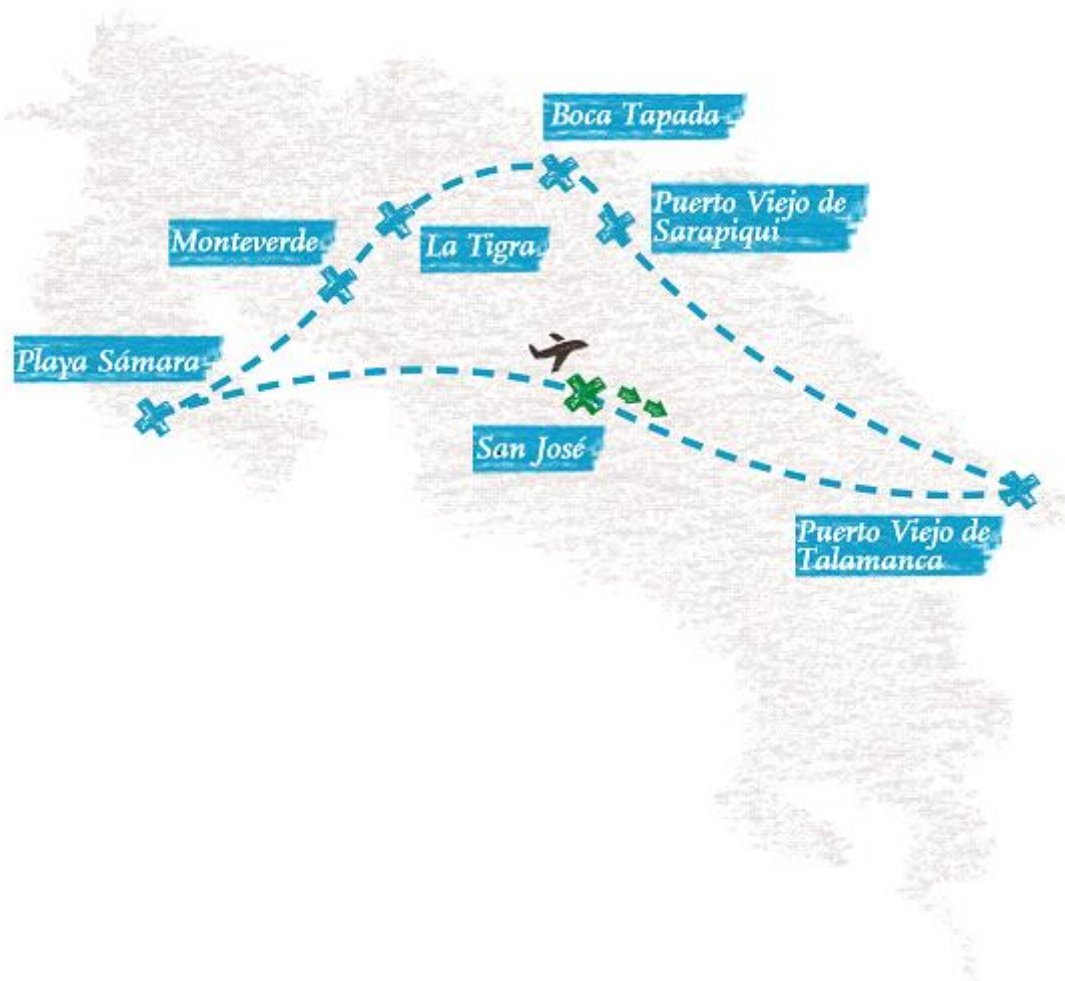 Boca Tapada
Puerto Viejo de
Sarapiqui
Monteverde
La Tigra
Playa Sámara
San José
Puerto Viejo de
Talamanca